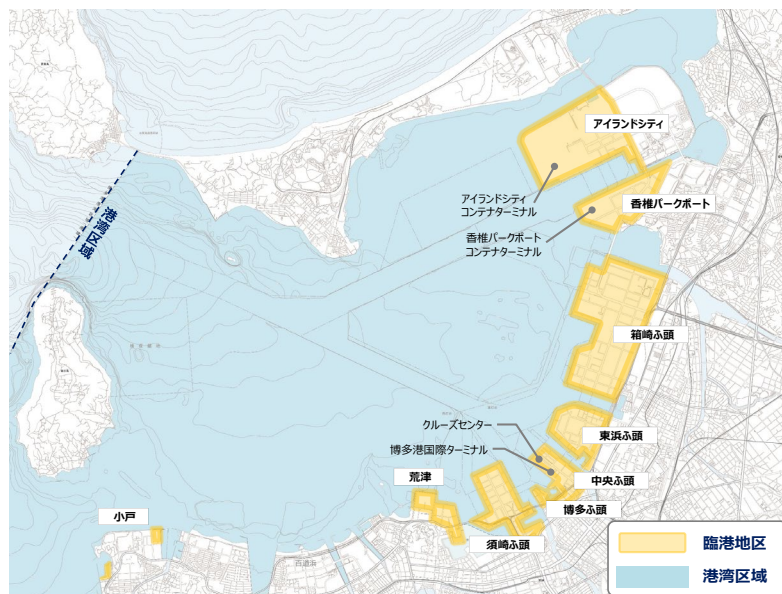 アイランドシティ
アイランドシティ
コンテナターミナル
香椎パークポート
香椎パークポート
コンテナターミナル
港湾区域
箱崎ふ頭
クルーズセンター
東浜ふ頭
博多港国際ターミナル
中央ふ頭
荒津
博多ふ頭
小戸
須崎ふ頭
百道浜
臨港地区
港湾区域